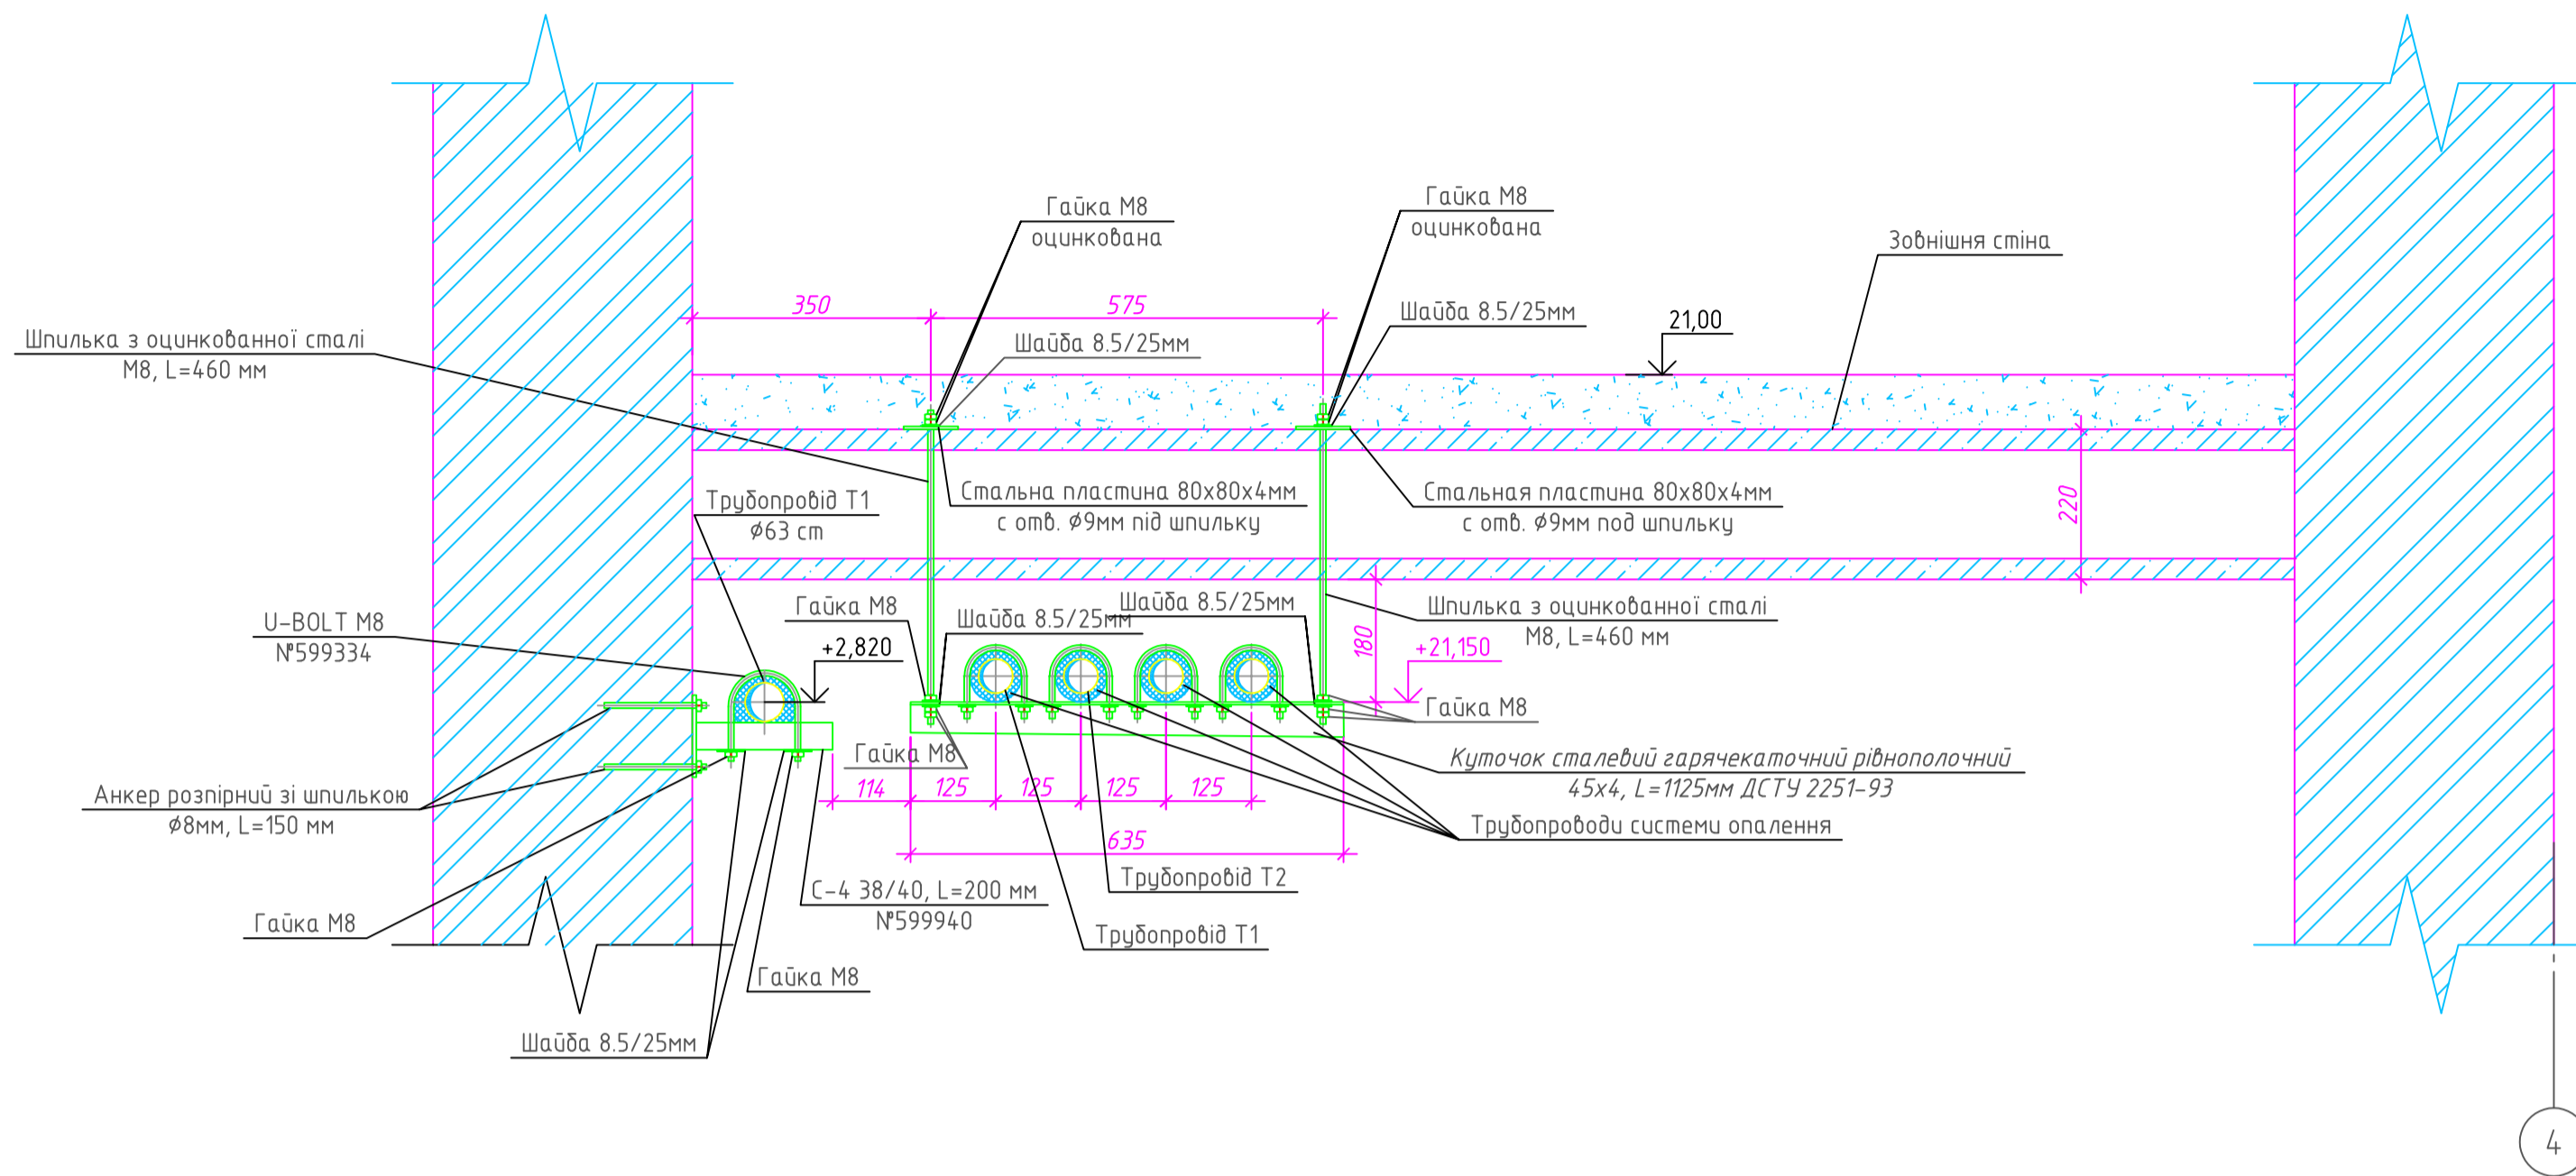 Гайка М8
оцинкована
Гайка М8
оцинкована
Зовнішня стіна
350
575
Шайба 8.5/25мм
21,00
Шпилька з оцинкованної сталі
М8, L=460 мм
Шайба 8.5/25мм
Трубопровід Т1
Ø63 ст
Стальна пластина 80х80х4мм
с отв. Ø9мм під шпильку
Стальная пластина 80х80х4мм
с отв. Ø9мм под шпильку
220
U-BOLT М8
№599334
Гайка М8
Шайба 8.5/25мм
Шайба 8.5/25мм
Шпилька з оцинкованної сталі
М8, L=460 мм
180
+2,820
+21,150
Гайка М8
Гайка М8
Куточок сталевий гарячекаточний рівнополочний
45х4, L=1125мм ДСТУ 2251-93
Анкер розпірний зі шпилькою
Ø8мм, L=150 мм
114
125
125
125
125
Трубопроводи системи опалення
635
Трубопровід Т2
С-4 38/40, L=200 мм
№599940
Гайка М8
Трубопровід Т1
Гайка М8
Шайба 8.5/25мм
4